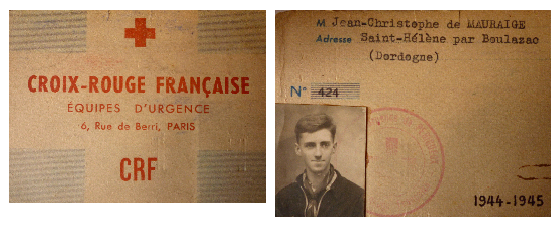 CROIX-ROUGE FRANÇAISE
ÉQUIPES D'URGENCE
6, Rue de Berri, PARIS
CRF
M Jean-Christophe de MAURAIGE
Adresse Saint-Hélène par Boulazac
(Dordogne)
N° 424
1944-1945